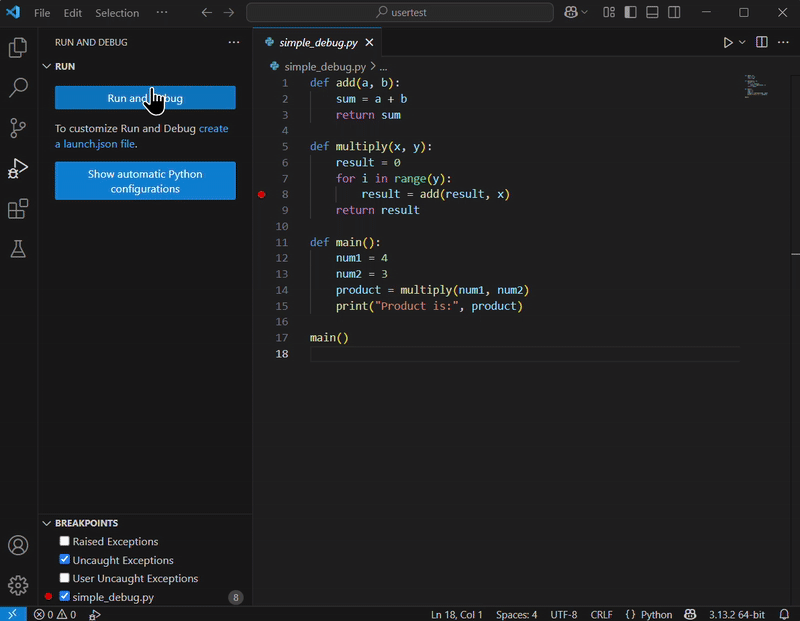 File Edit Selection ··· usertest
RUN AND DEBUG ···
RUN
Run and Debug
To customize Run and Debug create
a launch.json file.
Show automatic Python
configurations
BREAKPOINTS
Raised Exceptions
Uncaught Exceptions
User Uncaught Exceptions
simple_debug.py 8
simple_debug.py
simple_debug.py > ...
1 def add(a, b):
2     sum = a + b
3     return sum
4
5 def multiply(x, y):
6     result = 0
7     for i in range(y):
8         result = add(result, x)
9     return result
10
11 def main():
12     num1 = 4
13     num2 = 3
14     product = multiply(num1, num2)
15     print("Product is:", product)
16
17 main()
18
0 0 Ln 18, Col 1 Spaces: 4 UTF-8 CRLF {} Python 3.13.2 64-bit